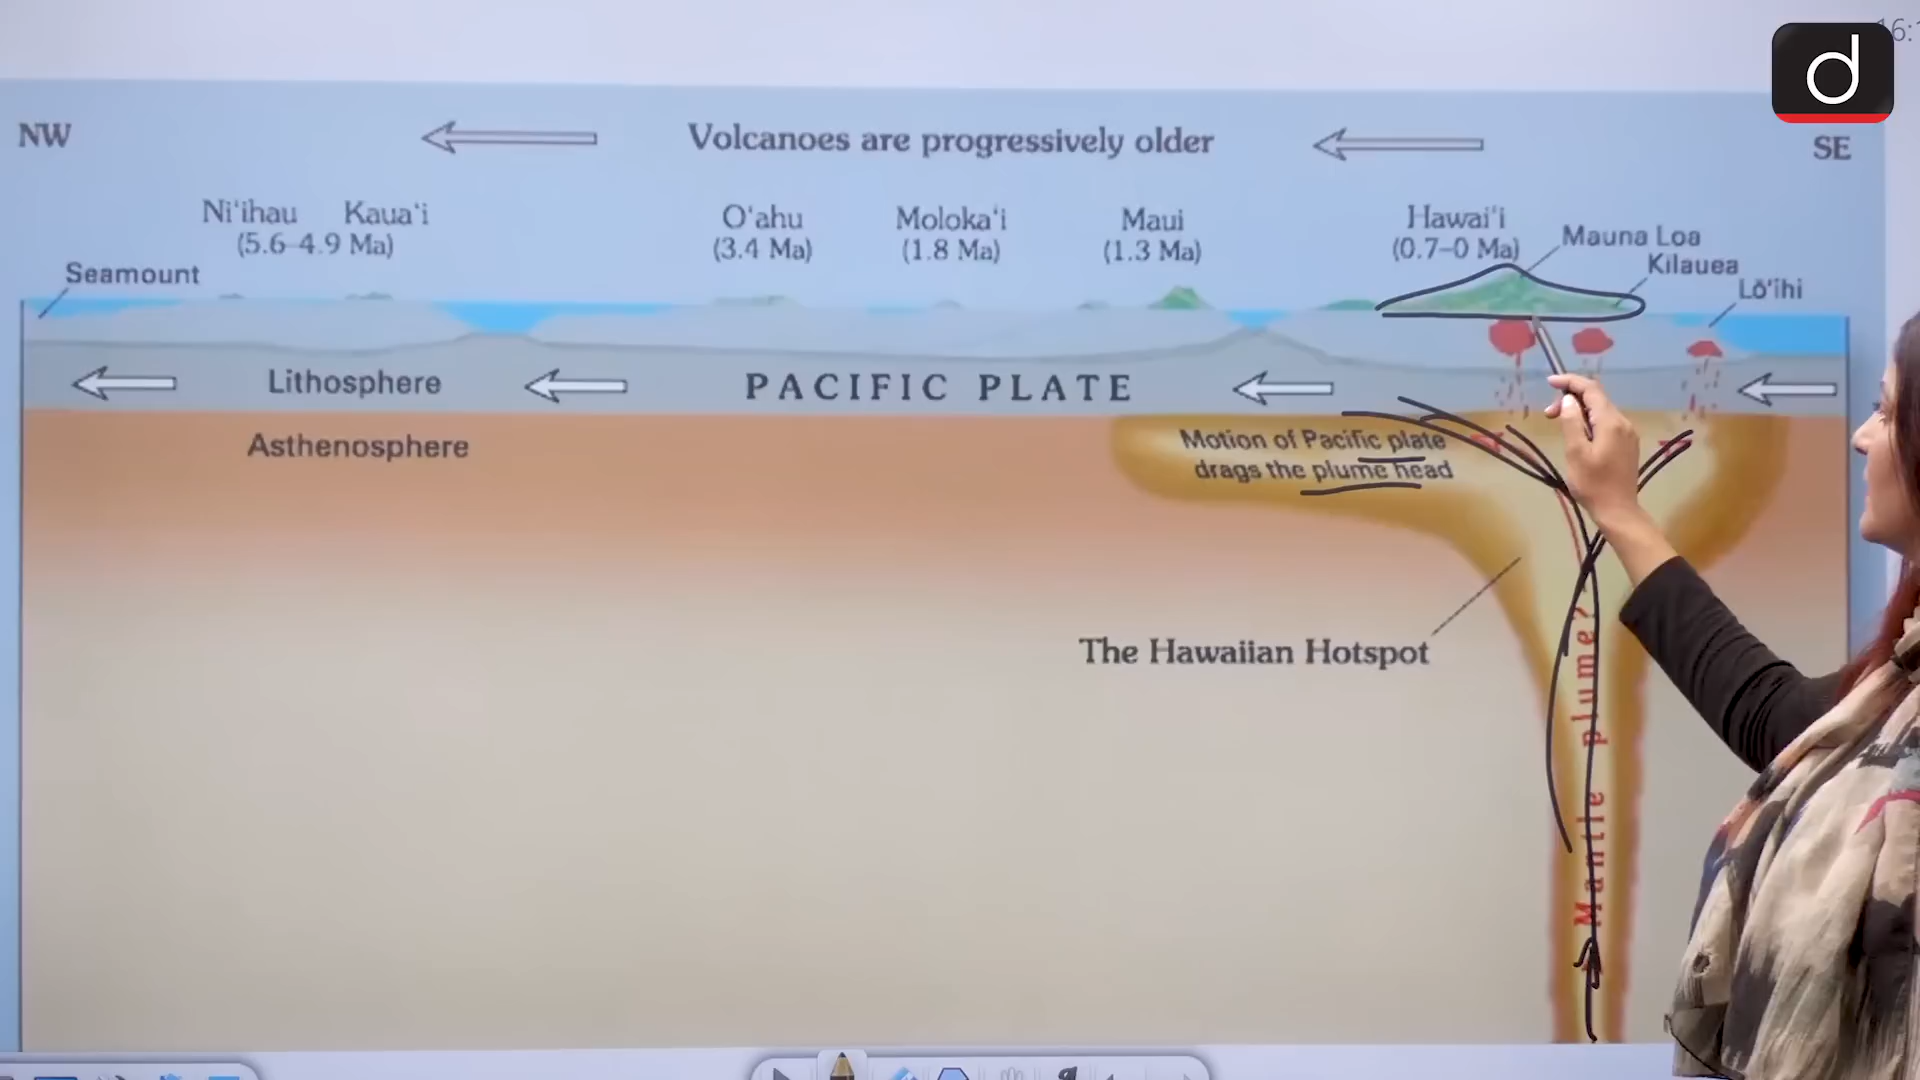 d
NW
Volcanoes are progressively older
SE
Ni'ihau Kaua'i
(5.6–4.9 Ma)
O'ahu
(3.4 Ma)
Moloka'i
(1.8 Ma)
Maui
(1.3 Ma)
Hawai'i
(0.7–0 Ma)
Mauna Loa
Kilauea
Lō'ihi
Seamount
Lithosphere
PACIFIC PLATE
Asthenosphere
Motion of Pacific plate
drags the plume head
The Hawaiian Hotspot
Mantle plume?